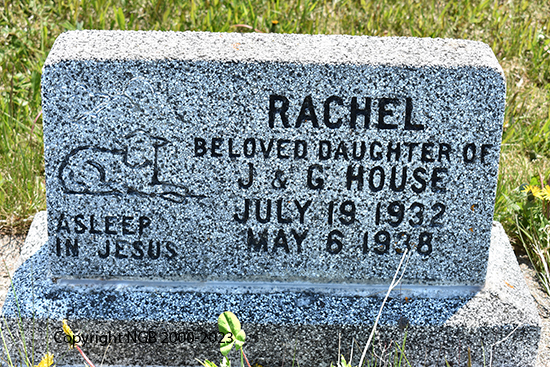 RACHEL
BELOVED DAUGHTER OF
J & G HOUSE
JULY 19 1932
MAY 6 1938
ASLEEP
IN JESUS
Copyright NGB 2000-2023